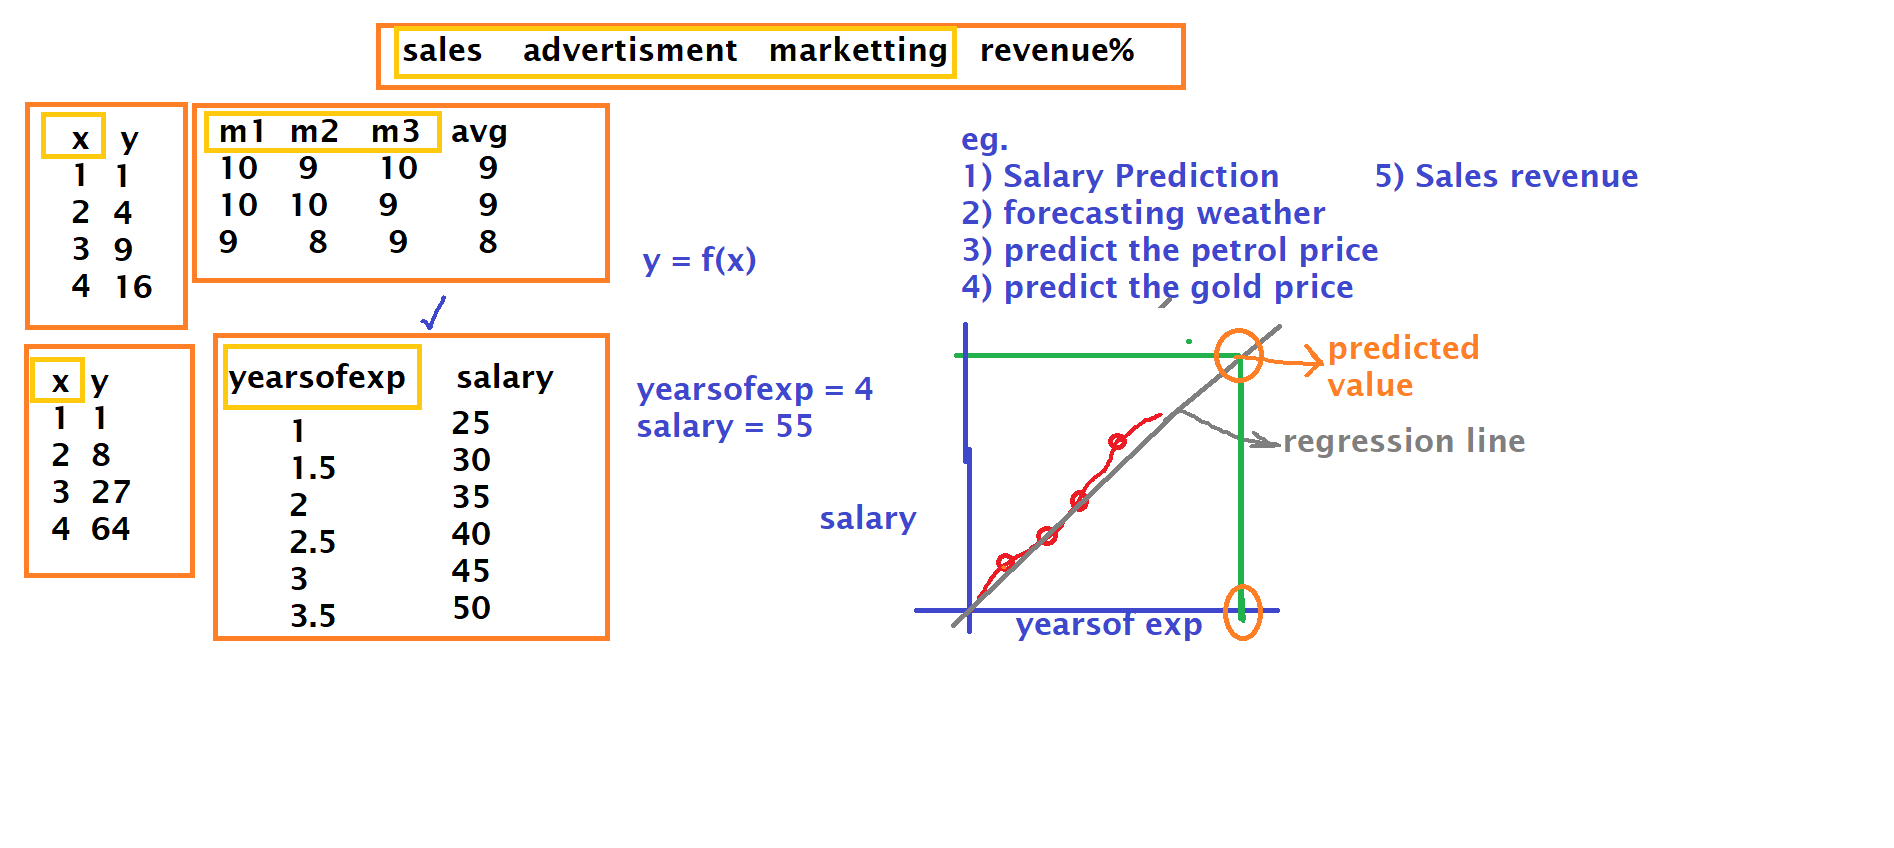 sales advertisment marketting revenue%
x y
1 1
2 4
3 9
4 16
m1 m2 m3 avg
10 9 10 9
10 10 9 9
9 8 9 8
y = f(x)
eg.
1) Salary Prediction 5) Sales revenue
2) forecasting weather
3) predict the petrol price
4) predict the gold price
x y
1 1
2 8
3 27
4 64
yearsofexp salary
1 25
1.5 30
2 35
2.5 40
3 45
3.5 50
yearsofexp = 4
salary = 55
predicted
value
regression line
salary
yearsof exp